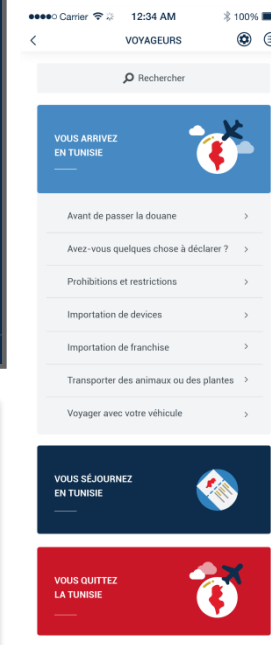 Carrier 12:34 AM 100%
VOYAGEURS
Rechercher
VOUS ARRIVEZ
EN TUNISIE
Avant de passer la douane
Avez-vous quelques chose à déclarer ?
Prohibitions et restrictions
Importation de devices
Importation de franchise
Transporter des animaux ou des plantes
Voyager avec votre véhicule
VOUS SÉJOURNEZ
EN TUNISIE
VOUS QUITTEZ
LA TUNISIE